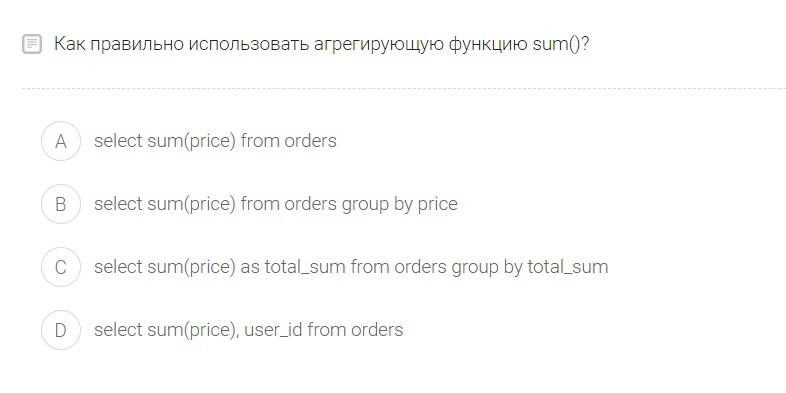 Как правильно использовать агрегирующую функцию sum()?
A select sum(price) from orders
B select sum(price) from orders group by price
C select sum(price) as total_sum from orders group by total_sum
D select sum(price), user_id from orders